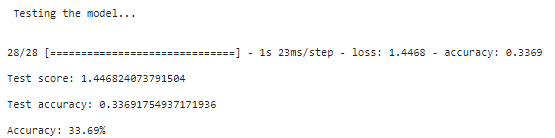 Testing the model...
28/28 [==============================] - 1s 23ms/step - loss: 1.4468 - accuracy: 0.3369
Test score: 1.446824073791504
Test accuracy: 0.33691754937171936
Accuracy: 33.69%